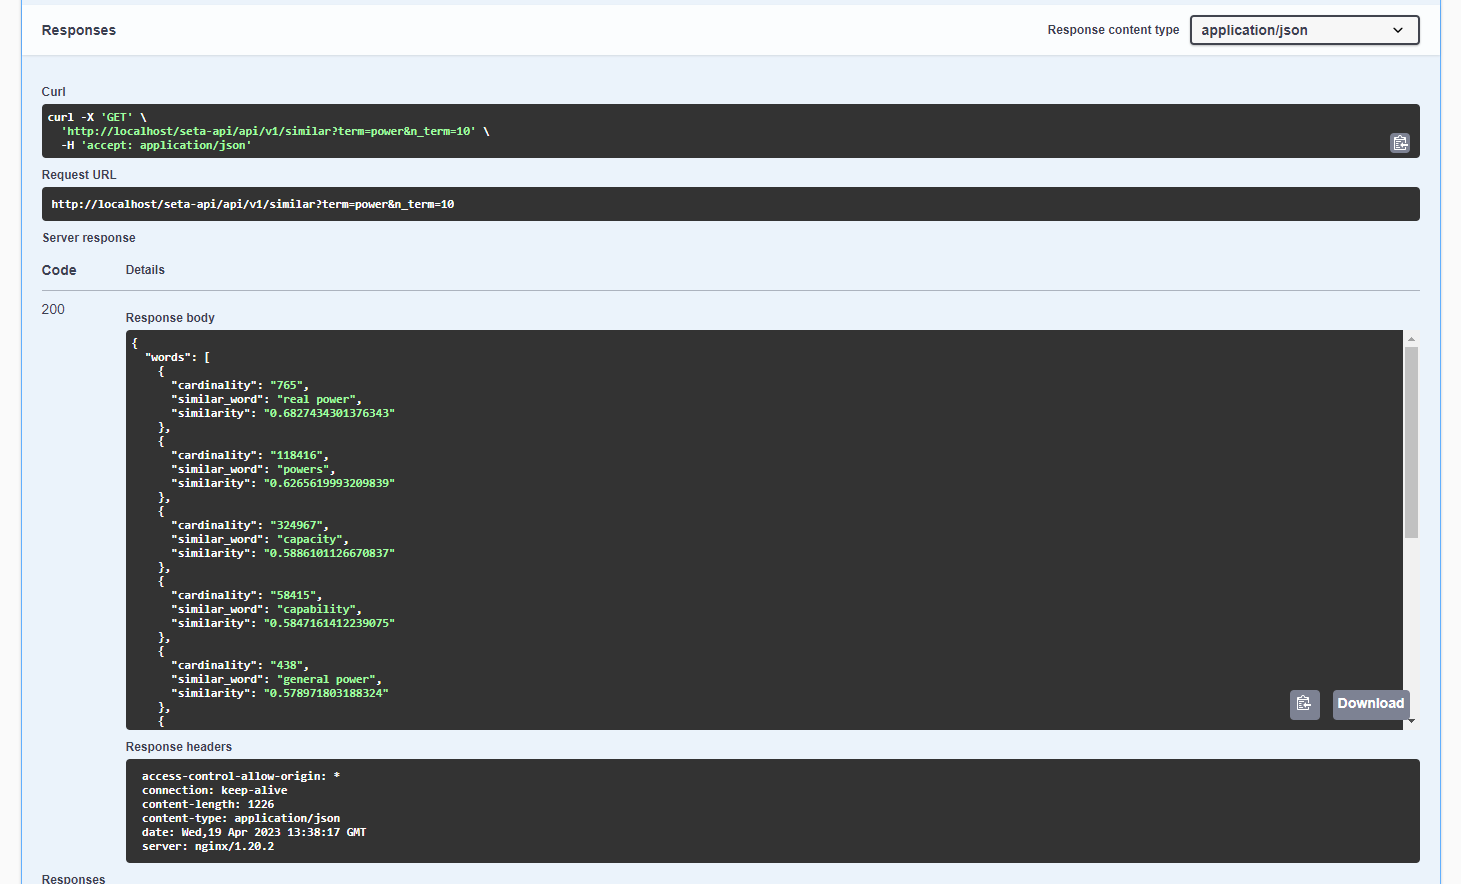 Responses
Response content type
application/json
Curl
curl -X 'GET' \
'http://localhost/seta-api/api/v1/similar?term=power&n_term=10' \
-H 'accept: application/json'
Request URL
http://localhost/seta-api/api/v1/similar?term=power&n_term=10
Server response
Code Details
200
Response body
{
"words": [
{
"cardinality": "765",
"similar_word": "real power",
"similarity": "0.6827434301376343"
},
{
"cardinality": "118416",
"similar_word": "powers",
"similarity": "0.6265619993209839"
},
{
"cardinality": "324967",
"similar_word": "capacity",
"similarity": "0.5886101126670837"
},
{
"cardinality": "58415",
"similar_word": "capability",
"similarity": "0.5847161412239075"
},
{
"cardinality": "438",
"similar_word": "general power",
"similarity": "0.578971803188324"
},
{
Download
Response headers
access-control-allow-origin: *
connection: keep-alive
content-length: 1226
content-type: application/json
date: Wed,19 Apr 2023 13:38:17 GMT
server: nginx/1.20.2
Responses